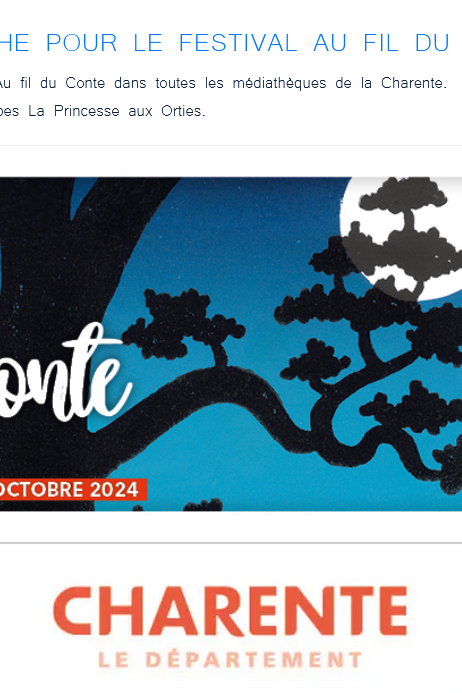 HE POUR LE FESTIVAL AU FIL DU
Au fil du Conte dans toutes les médiathèques de la Charente.
bes La Princesse aux Orties.
onte
OCTOBRE 2024
CHARENTE
LE DÉPARTEMENT